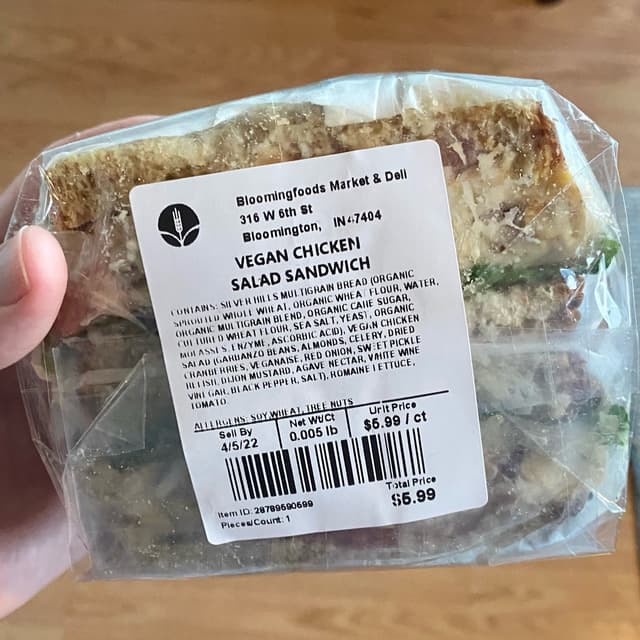 Bloomingfoods Market & Deli
316 W 6th St
Bloomington, IN 47404
VEGAN CHICKEN
SALAD SANDWICH
CONTAINS: SILVER HILLS MULTIGRAIN BREAD (ORGANIC
SPROUTED WHOLE WHEAT, ORGANIC WHEAT FLOUR, WATER,
ORGANIC MULTIGRAIN BLEND, ORGANIC CANE SUGAR,
CULTURED WHEAT FLOUR, SEA SALT, YEAST, ORGANIC
MOLASSES, ENZYME, ASCORBIC ACID), VEGAN CHICKEN
SALAD (GARBANZO BEANS, ALMONDS, CELERY, DRIED
CRANBERRIES, VEGANAISE, RED ONION, SWEET PICKLE
RELISH, DIJON MUSTARD, AGAVE NECTAR, WHITE WINE
VINEGAR, BLACK PEPPER, SALT), ROMAINE LETTUCE,
TOMATO.
ALLERGENS: SOY, WHEAT, TREE NUTS
Sell By Net Wt/Ct Unit Price
4/5/22 0.005 lb $5.99 / ct
Total Price
$5.99
Item ID: 28789590599
Pieces/Count: 1